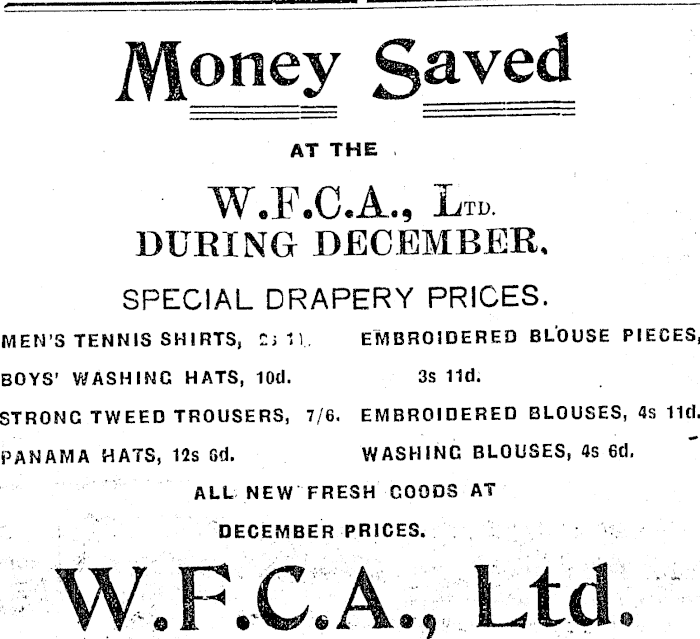 Money Saved
AT THE
W.F.C.A., LTD.
DURING DECEMBER.
SPECIAL DRAPERY PRICES.
MEN'S TENNIS SHIRTS,
BOYS' WASHING HATS, 10d.
STRONG TWEED TROUSERS, 7/6.
PANAMA HATS, 12s 6d.
EMBROIDERED BLOUSE PIECES,
3s 11d.
EMBROIDERED BLOUSES, 4s 11d.
WASHING BLOUSES, 4s 6d.
ALL NEW FRESH GOODS AT
DECEMBER PRICES.
W.F.C.A., Ltd.